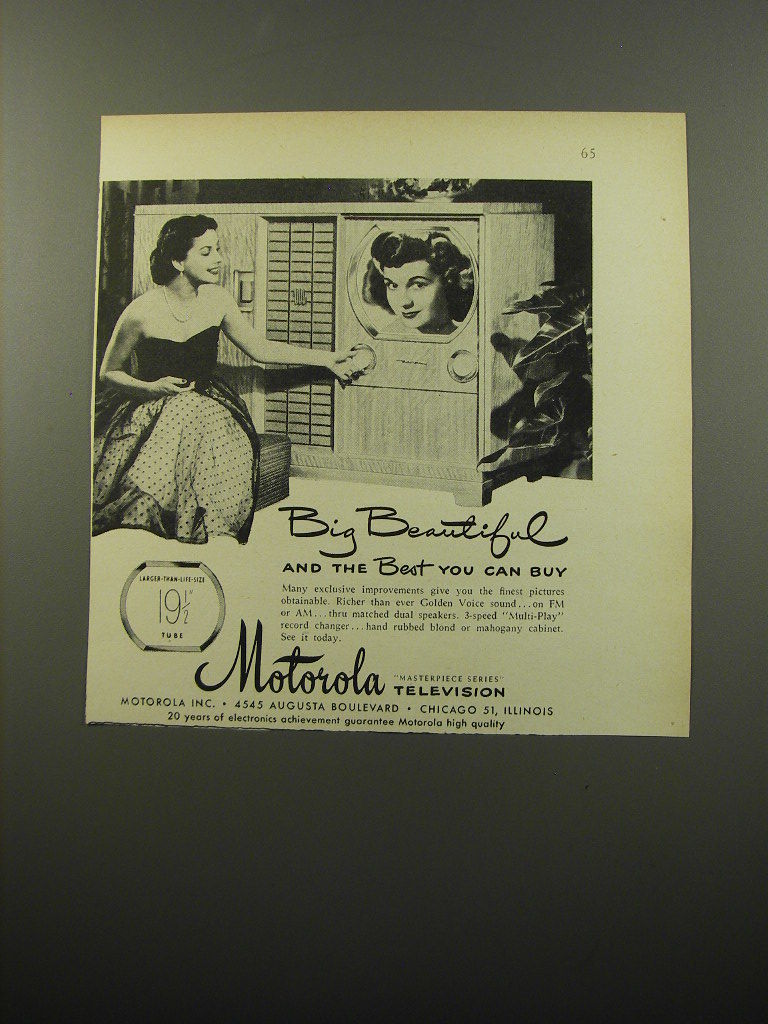 65
Big Beautiful
AND THE Best YOU CAN BUY
LARGER-THAN-LIFE-SIZE
19½"
TUBE
Many exclusive improvements give you the finest pictures
obtainable. Richer than ever Golden Voice sound...on FM
or AM...thru matched dual speakers. 3-speed "Multi-Play"
record changer...hand rubbed blond or mahogany cabinet.
See it today.
Motorola "MASTERPIECE SERIES"
TELEVISION
MOTOROLA INC. • 4545 AUGUSTA BOULEVARD • CHICAGO 51, ILLINOIS
20 years of electronics achievement guarantee Motorola high quality